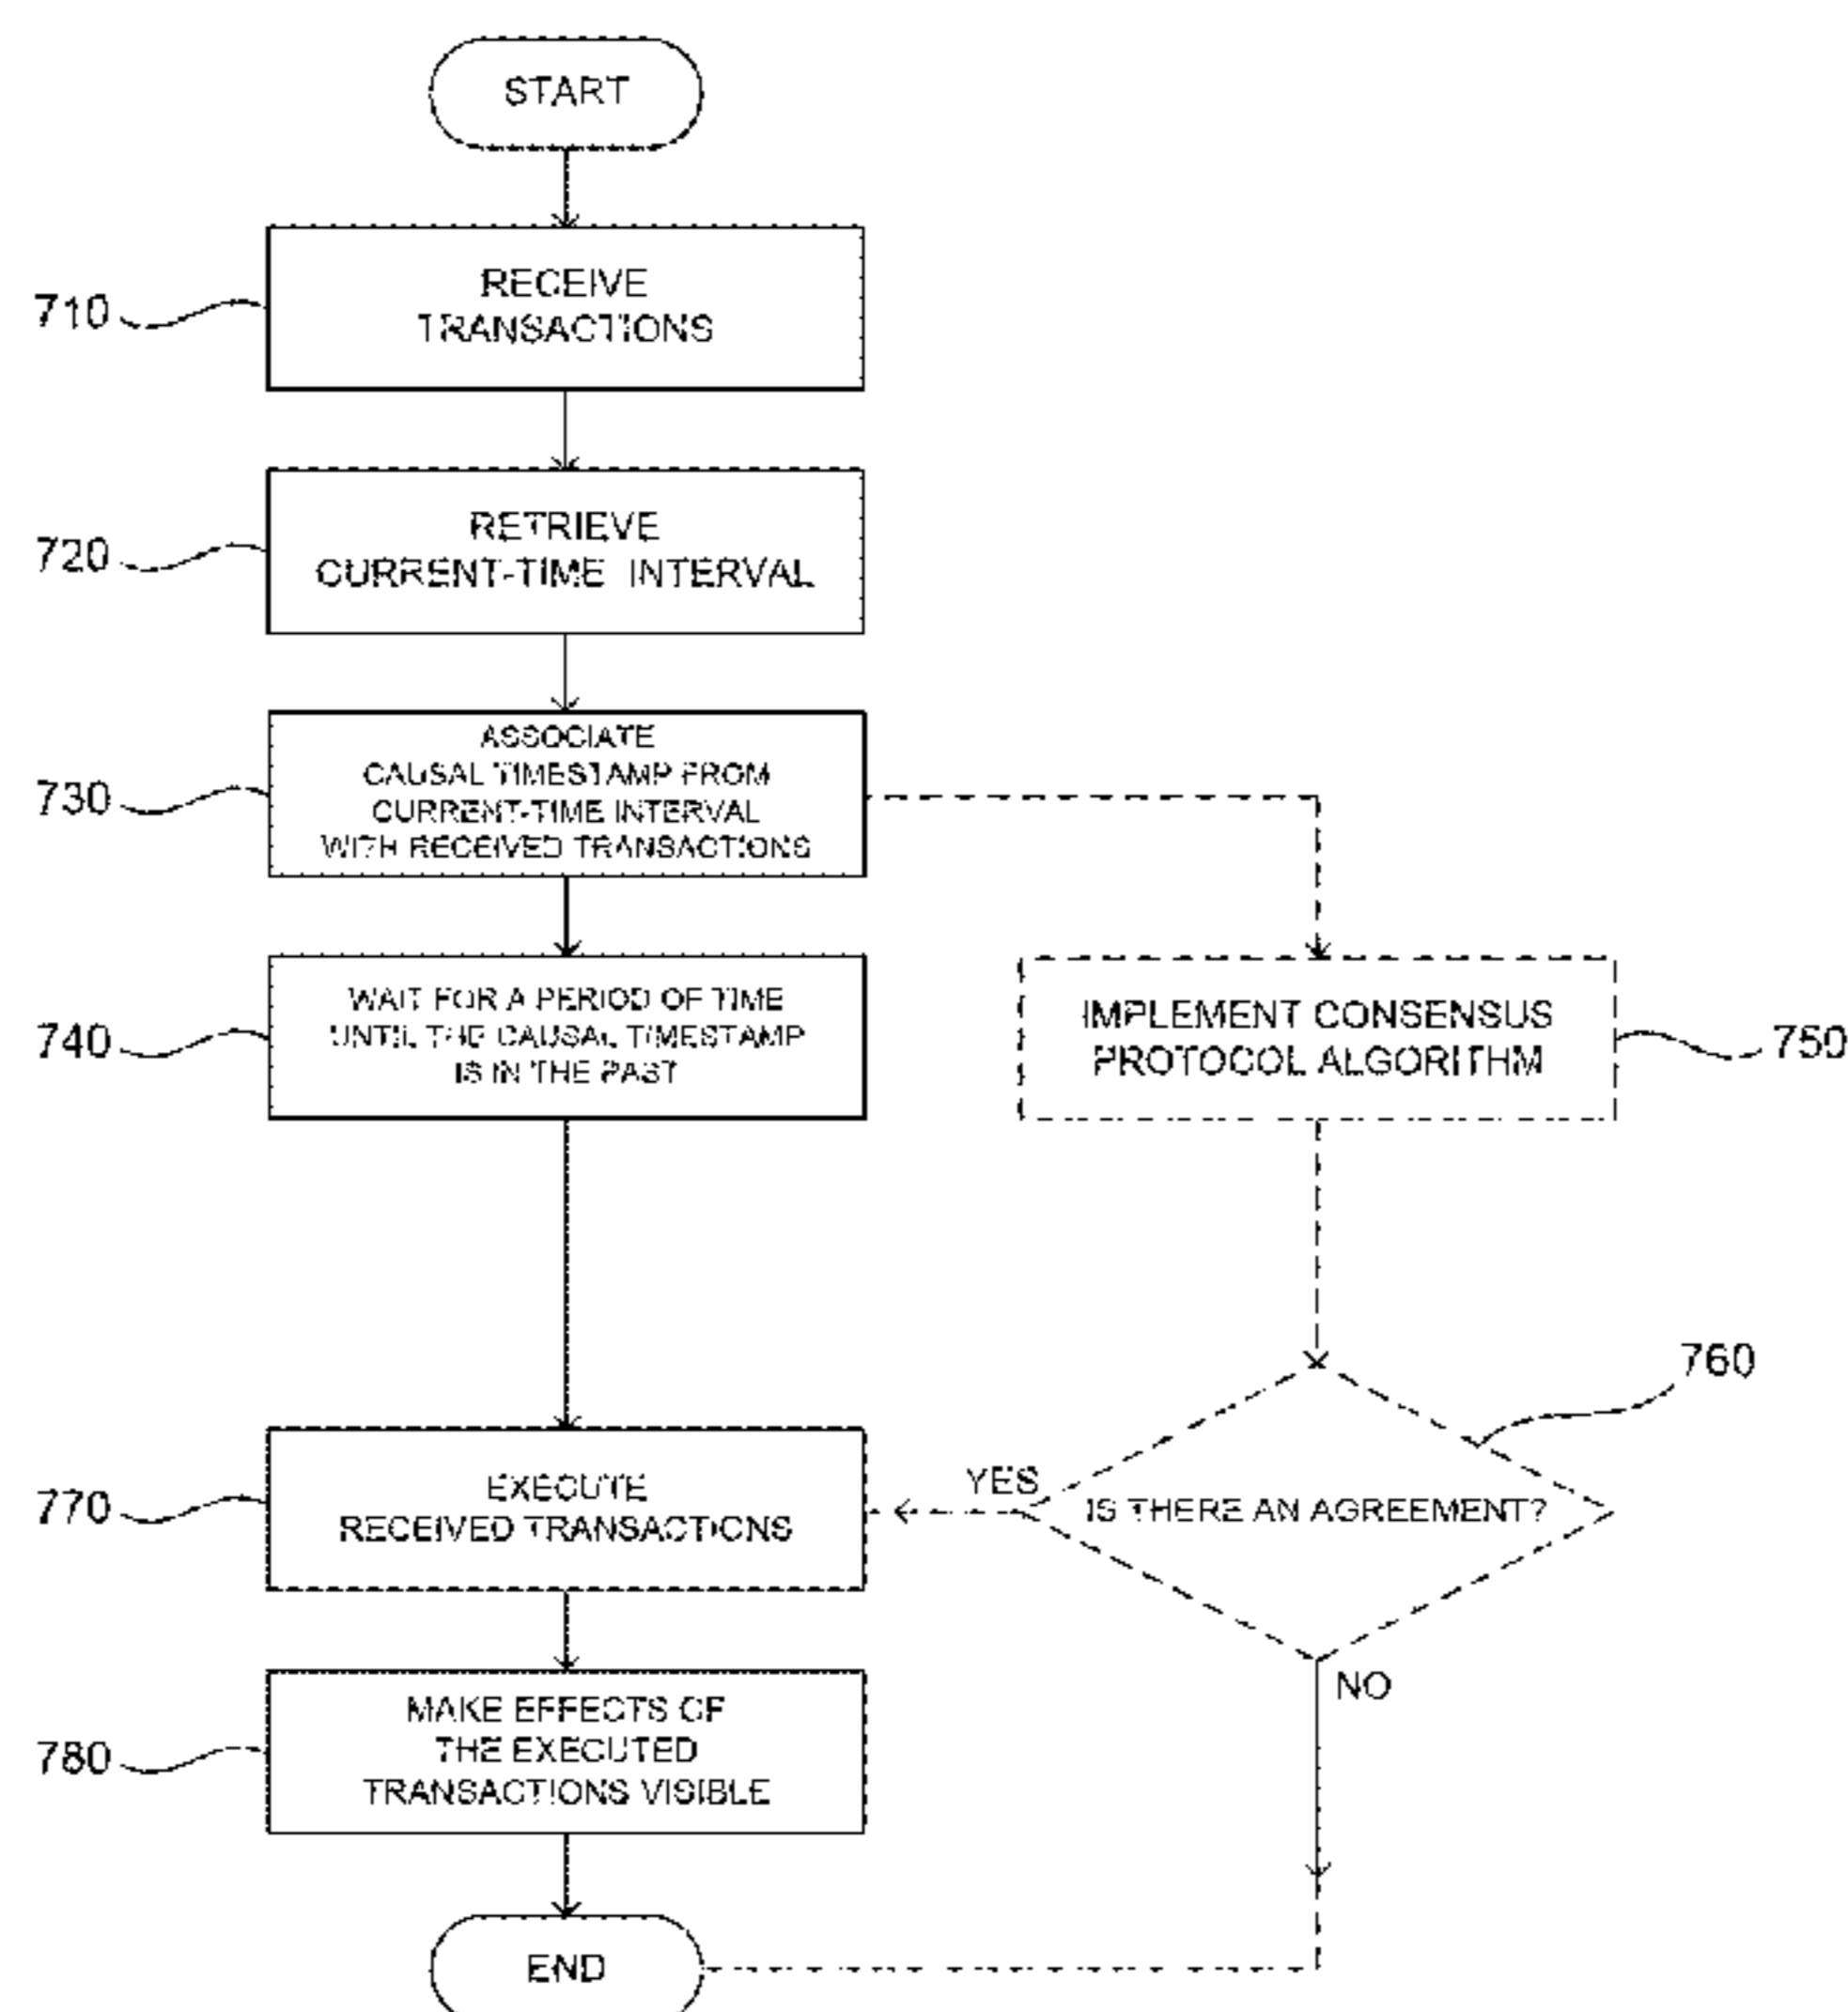 START
710
RECEIVE
TRANSACTIONS
720
RETRIEVE
CURRENT-TIME INTERVAL
730
ASSOCIATE
CAUSAL TIMESTAMP FROM
CURRENT-TIME INTERVAL
WITH RECEIVED TRANSACTIONS
740
WAIT FOR A PERIOD OF TIME
UNTIL THE CAUSAL TIMESTAMP
IS IN THE PAST
IMPLEMENT CONSENSUS
PROTOCOL ALGORITHM
750
760
770
EXECUTE
RECEIVED TRANSACTIONS
YES
IS THERE AN AGREEMENT?
NO
780
MAKE EFFECTS OF
THE EXECUTED
TRANSACTIONS VISIBLE
END